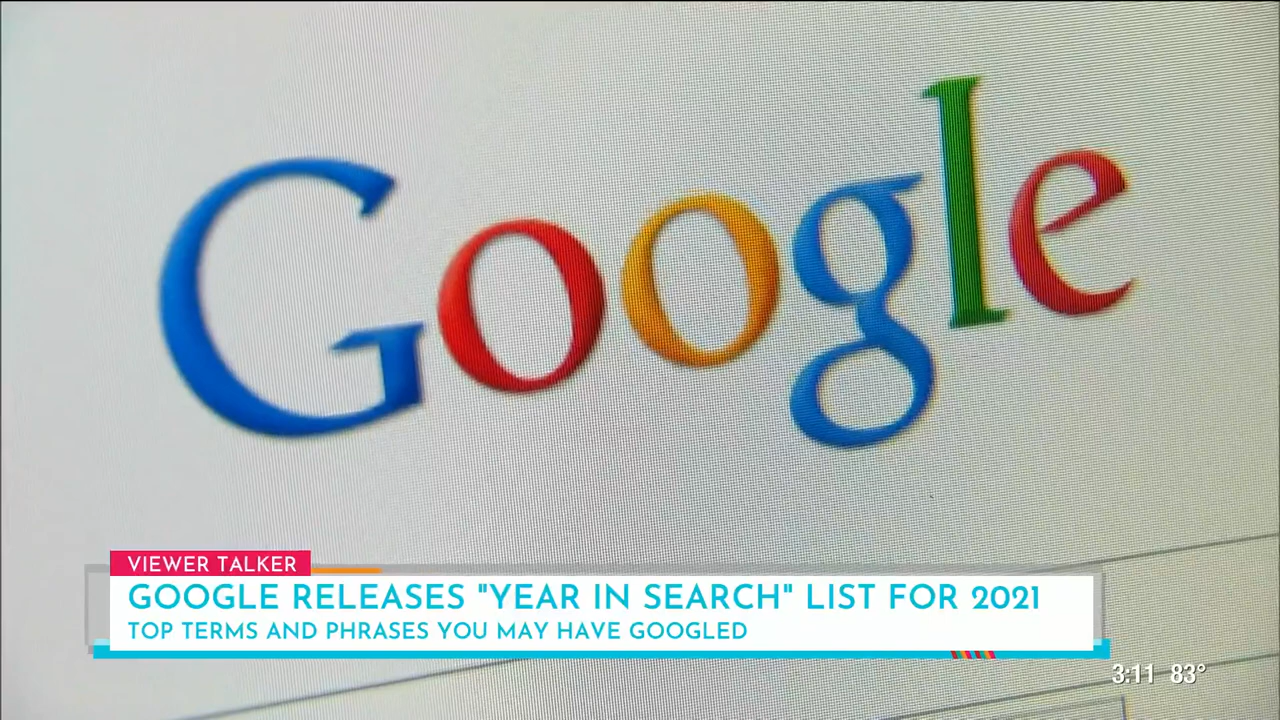 Google
VIEWER TALKER
GOOGLE RELEASES "YEAR IN SEARCH" LIST FOR 2021
TOP TERMS AND PHRASES YOU MAY HAVE GOOGLED
3:11 83°